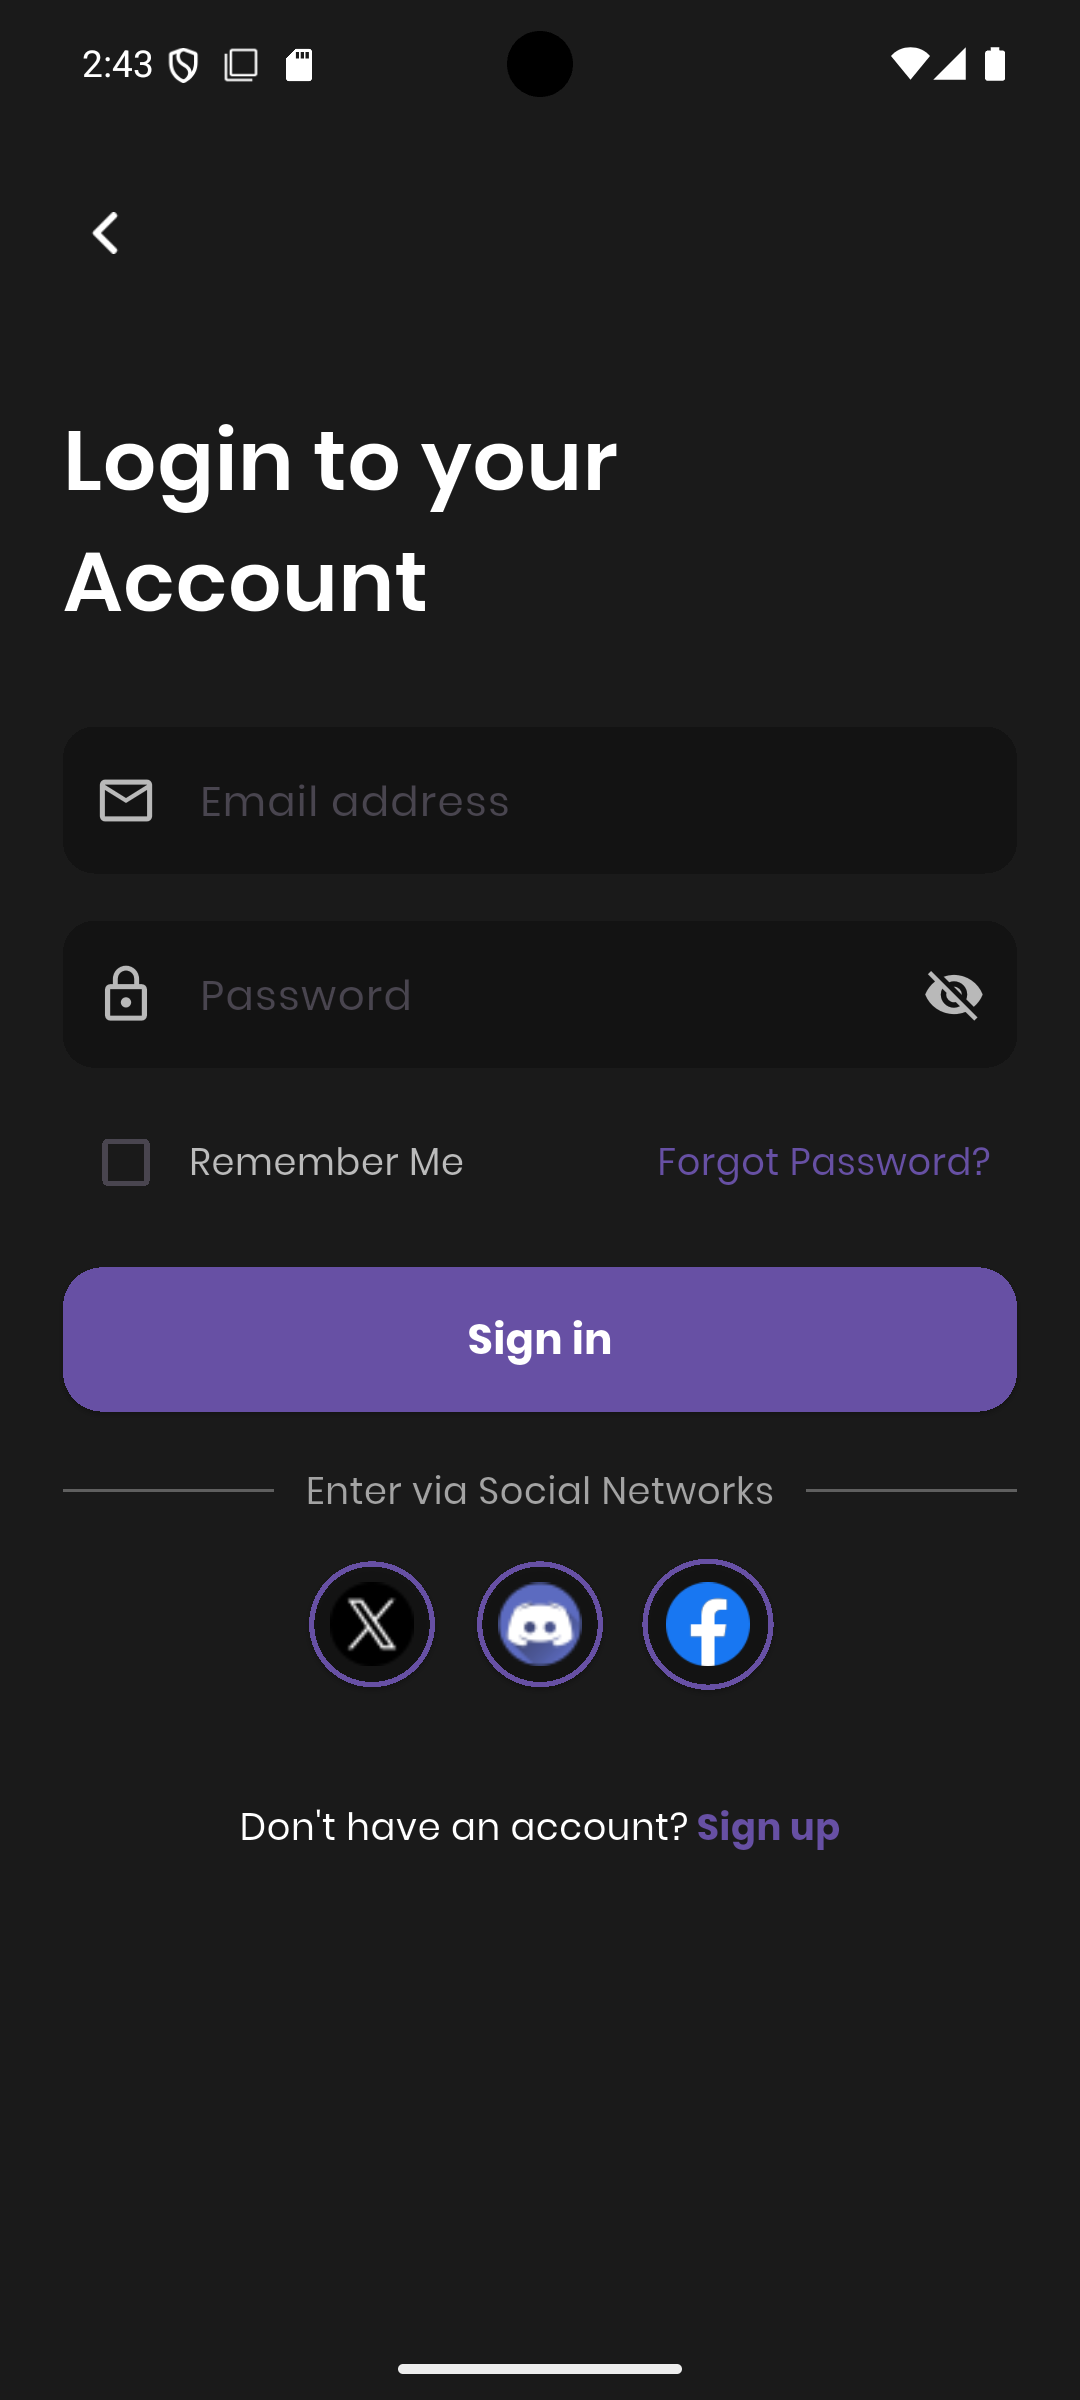 2:43
Login to your
Account
Email address
Password
Remember Me Forgot Password?
Sign in
Enter via Social Networks
Don't have an account? Sign up